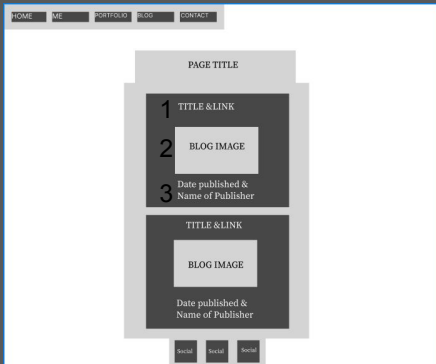 HOME ME PORTFOLIO BLOG CONTACT
PAGE TITLE
1 TITLE &LINK
2 BLOG IMAGE
3 Date published &
Name of Publisher
TITLE &LINK
BLOG IMAGE
Date published &
Name of Publisher
Social Social Social